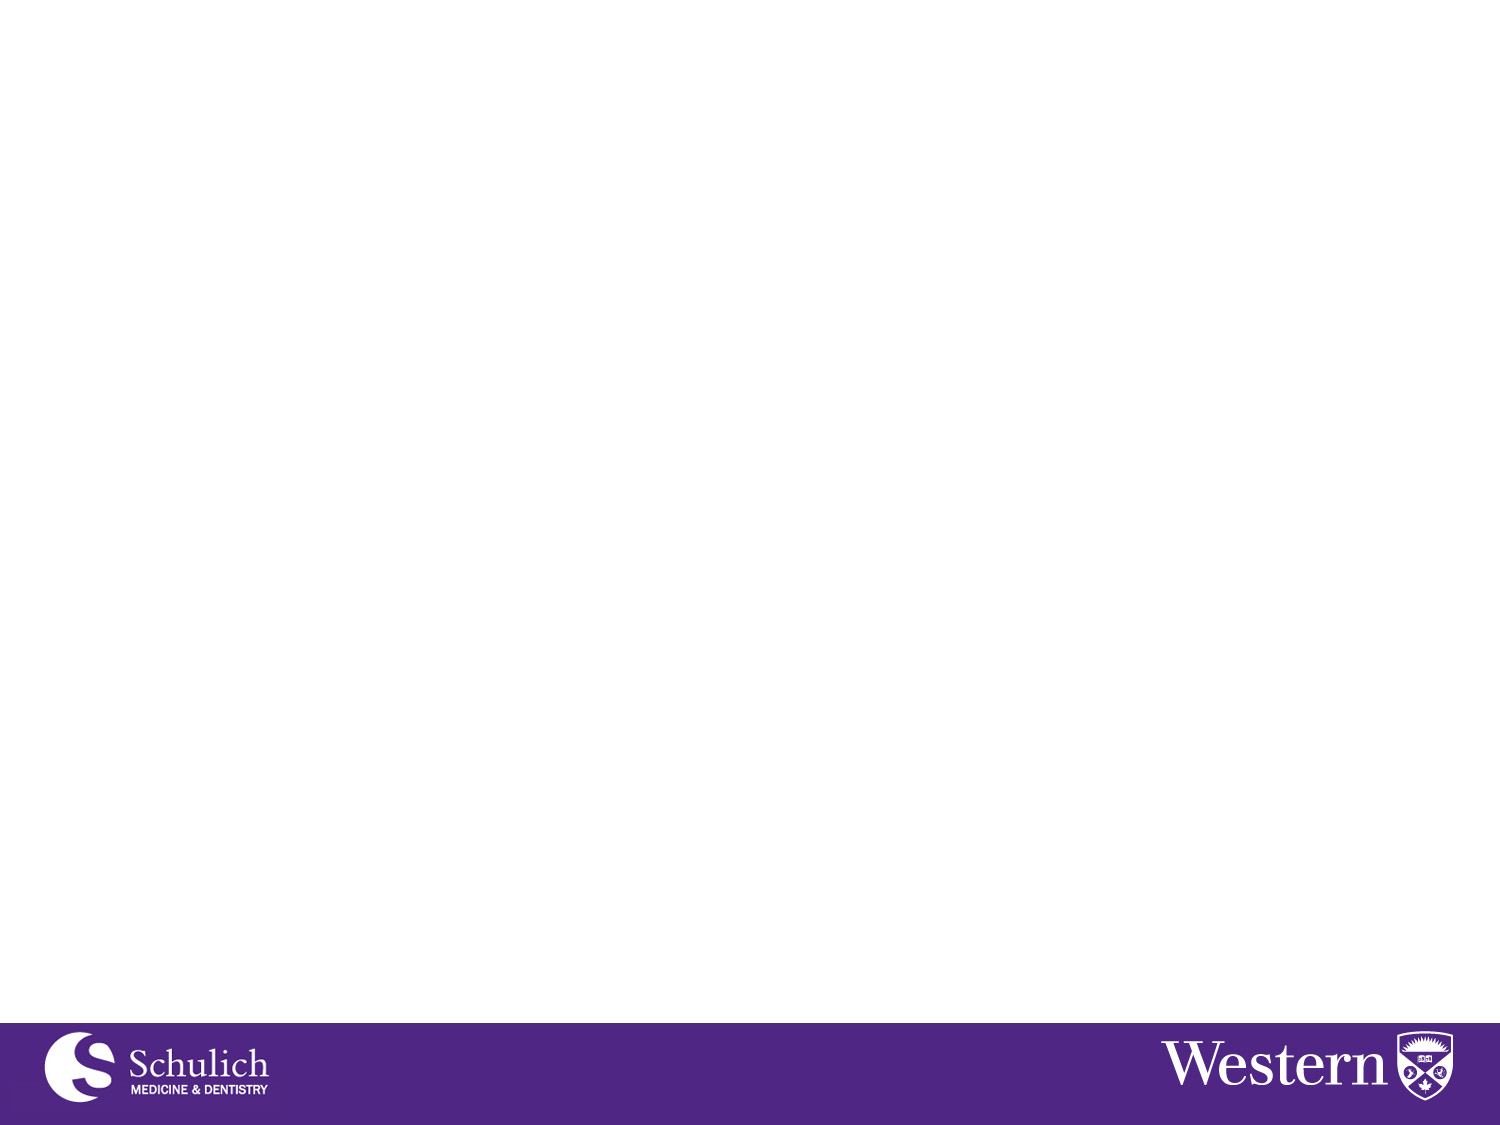 Schulich
MEDICINE & DENTISTRY
Western